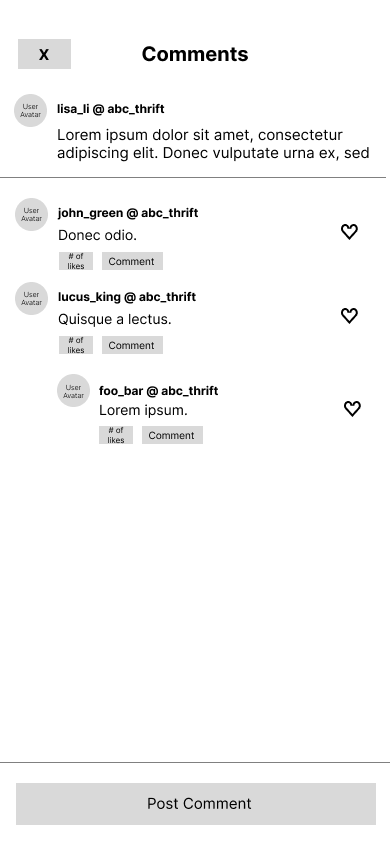 X
Comments
User
Avatar
lisa_li @ abc_thrift
Lorem ipsum dolor sit amet, consectetur
adipiscing elit. Donec vulputate urna ex, sed
User
Avatar
john_green @ abc_thrift
Donec odio.
# of
likes
Comment
User
Avatar
lucus_king @ abc_thrift
Quisque a lectus.
# of
likes
Comment
User
Avatar
foo_bar @ abc_thrift
Lorem ipsum.
# of
likes
Comment
Post Comment